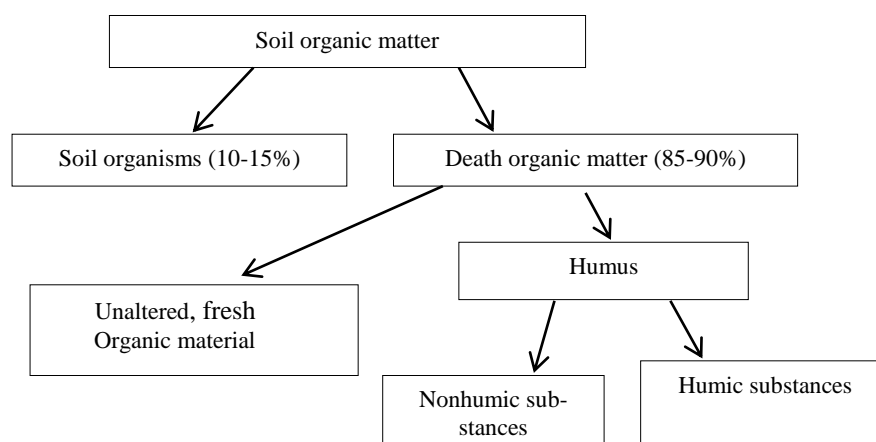 Soil organic matter
Soil organisms (10-15%)
Death organic matter (85-90%)
Humus
Unaltered, fresh
Organic material
Humic substances
Nonhumic sub-
stances